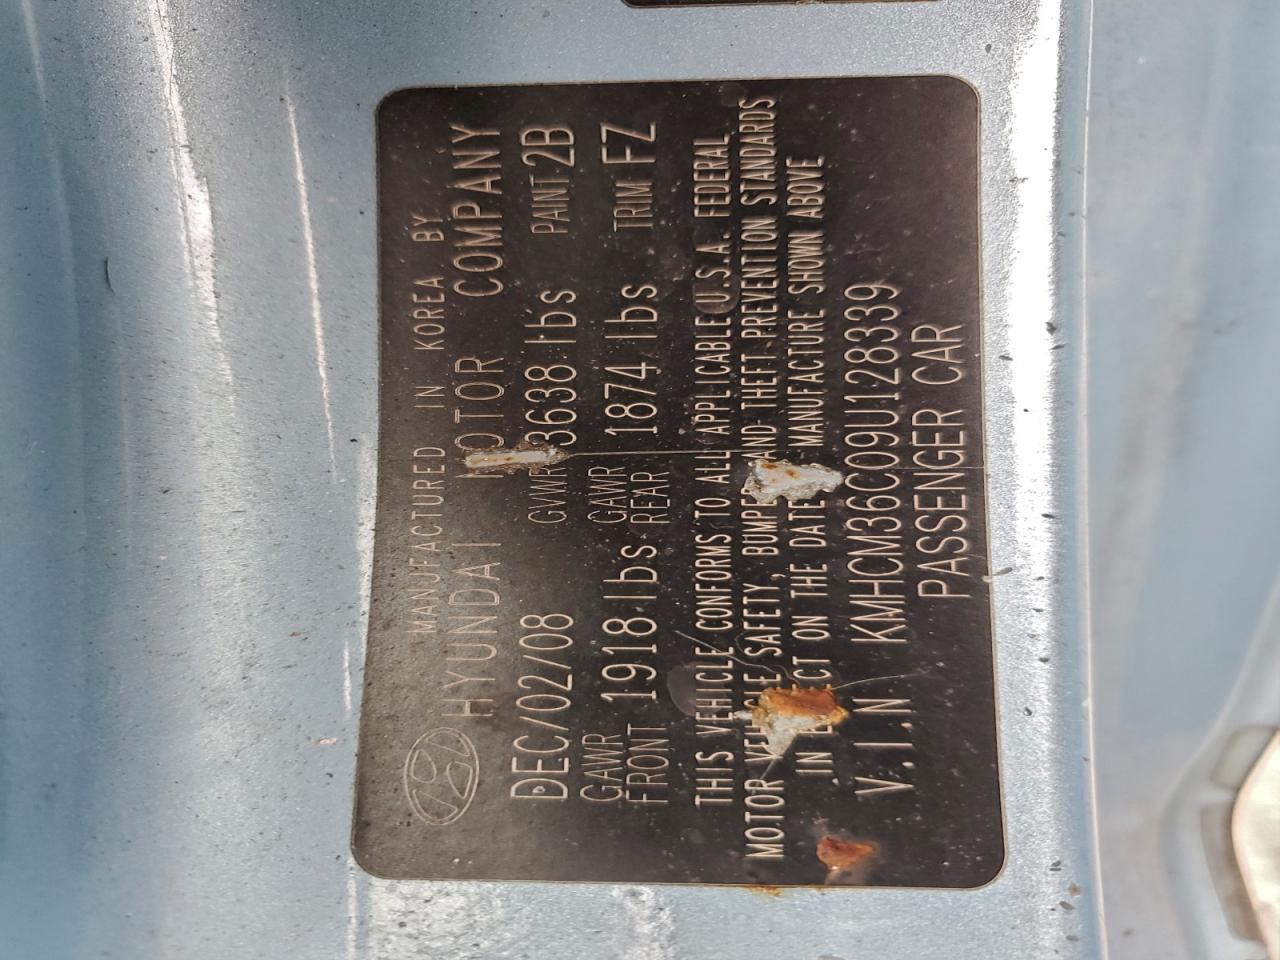 MANUFACTURED IN KOREA BY
HYUNDAI MOTOR COMPANY
DEC/02/08 GVWR 3638 lbs PAINT 2B
GAWR FRONT 1918 lbs GAWR REAR 1874 lbs TRIM FZ
THIS VEHICLE CONFORMS TO ALL APPLICABLE U.S.A. FEDERAL
MOTOR VEHICLE SAFETY, BUMPER AND THEFT PREVENTION STANDARDS
IN EFFECT ON THE DATE MANUFACTURE SHOWN ABOVE
V.I.N KMHCM36C09U128339
PASSENGER CAR